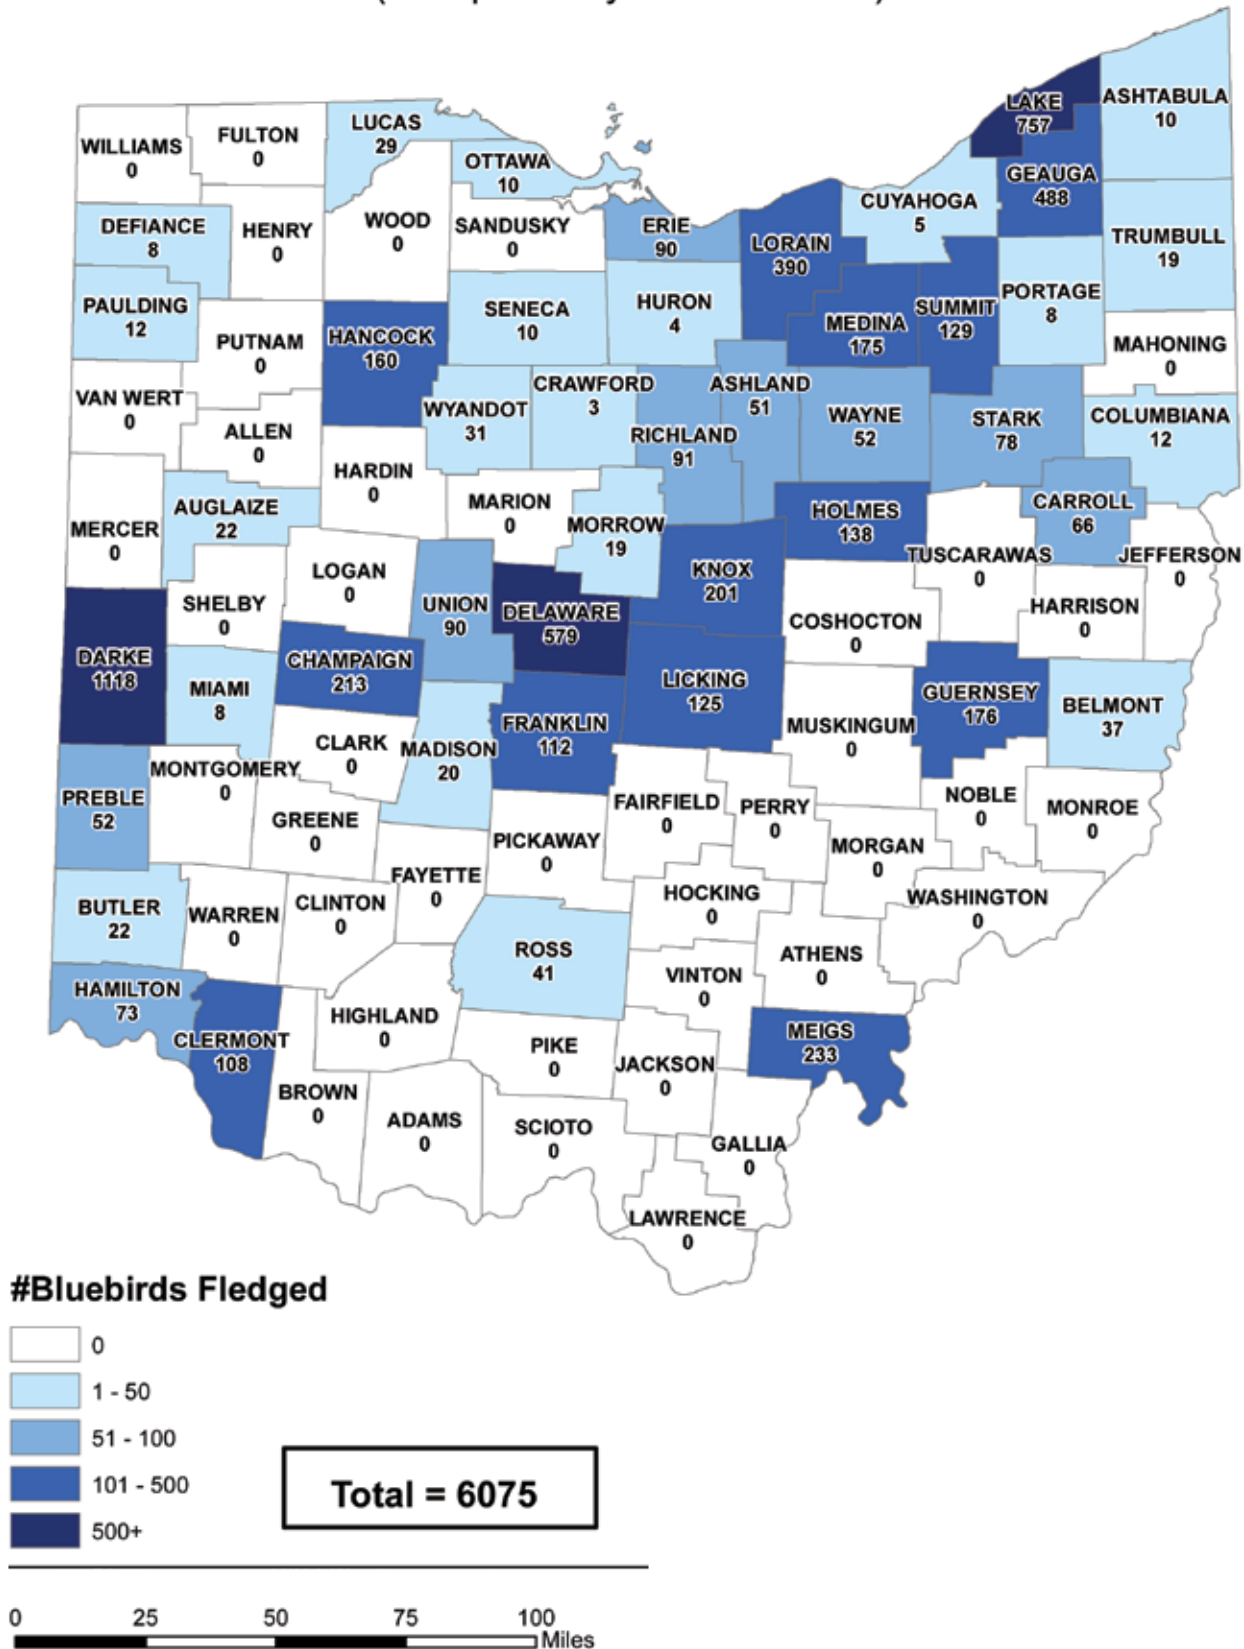 LAKE
757
ASHTABULA
10
WILLIAMS
0
FULTON
0
LUCAS
29
OTTAWA
10
GEAUGA
488
DEFIANCE
8
HENRY
0
WOOD
0
SANDUSKY
0
ERIE
90
LORAIN
390
CUYAHOGA
5
TRUMBULL
19
PAULDING
12
PUTNAM
0
HANCOCK
160
SENECA
10
HURON
4
MEDINA
175
SUMMIT
129
PORTAGE
8
MAHONING
0
VAN WERT
0
ALLEN
0
WYANDOT
31
CRAWFORD
3
RICHLAND
91
ASHLAND
51
WAYNE
52
STARK
78
COLUMBIANA
12
MERCER
0
AUGLAIZE
22
HARDIN
0
MARION
0
MORROW
19
HOLMES
138
TUSCARAWAS
0
CARROLL
66
JEFFERSON
0
SHELBY
0
LOGAN
0
UNION
90
DELAWARE
579
KNOX
201
COSHOCTON
0
HARRISON
0
DARKE
1118
MIAMI
8
CHAMPAIGN
213
LICKING
125
MUSKINGUM
0
GUERNSEY
176
BELMONT
37
CLARK
0
MADISON
20
FRANKLIN
112
PREBLE
52
MONTGOMERY
0
GREENE
0
PICKAWAY
0
FAIRFIELD
0
PERRY
0
MORGAN
0
NOBLE
0
MONROE
0
BUTLER
22
WARREN
0
CLINTON
0
FAYETTE
0
HOCKING
0
WASHINGTON
0
ROSS
41
VINTON
0
ATHENS
0
HAMILTON
73
CLERMONT
108
HIGHLAND
0
PIKE
0
JACKSON
0
MEIGS
233
BROWN
0
ADAMS
0
SCIOTO
0
GALLIA
0
LAWRENCE
0
#Bluebirds Fledged
0
1 - 50
51 - 100
101 - 500
500+
Total = 6075
0 25 50 75 100
Miles